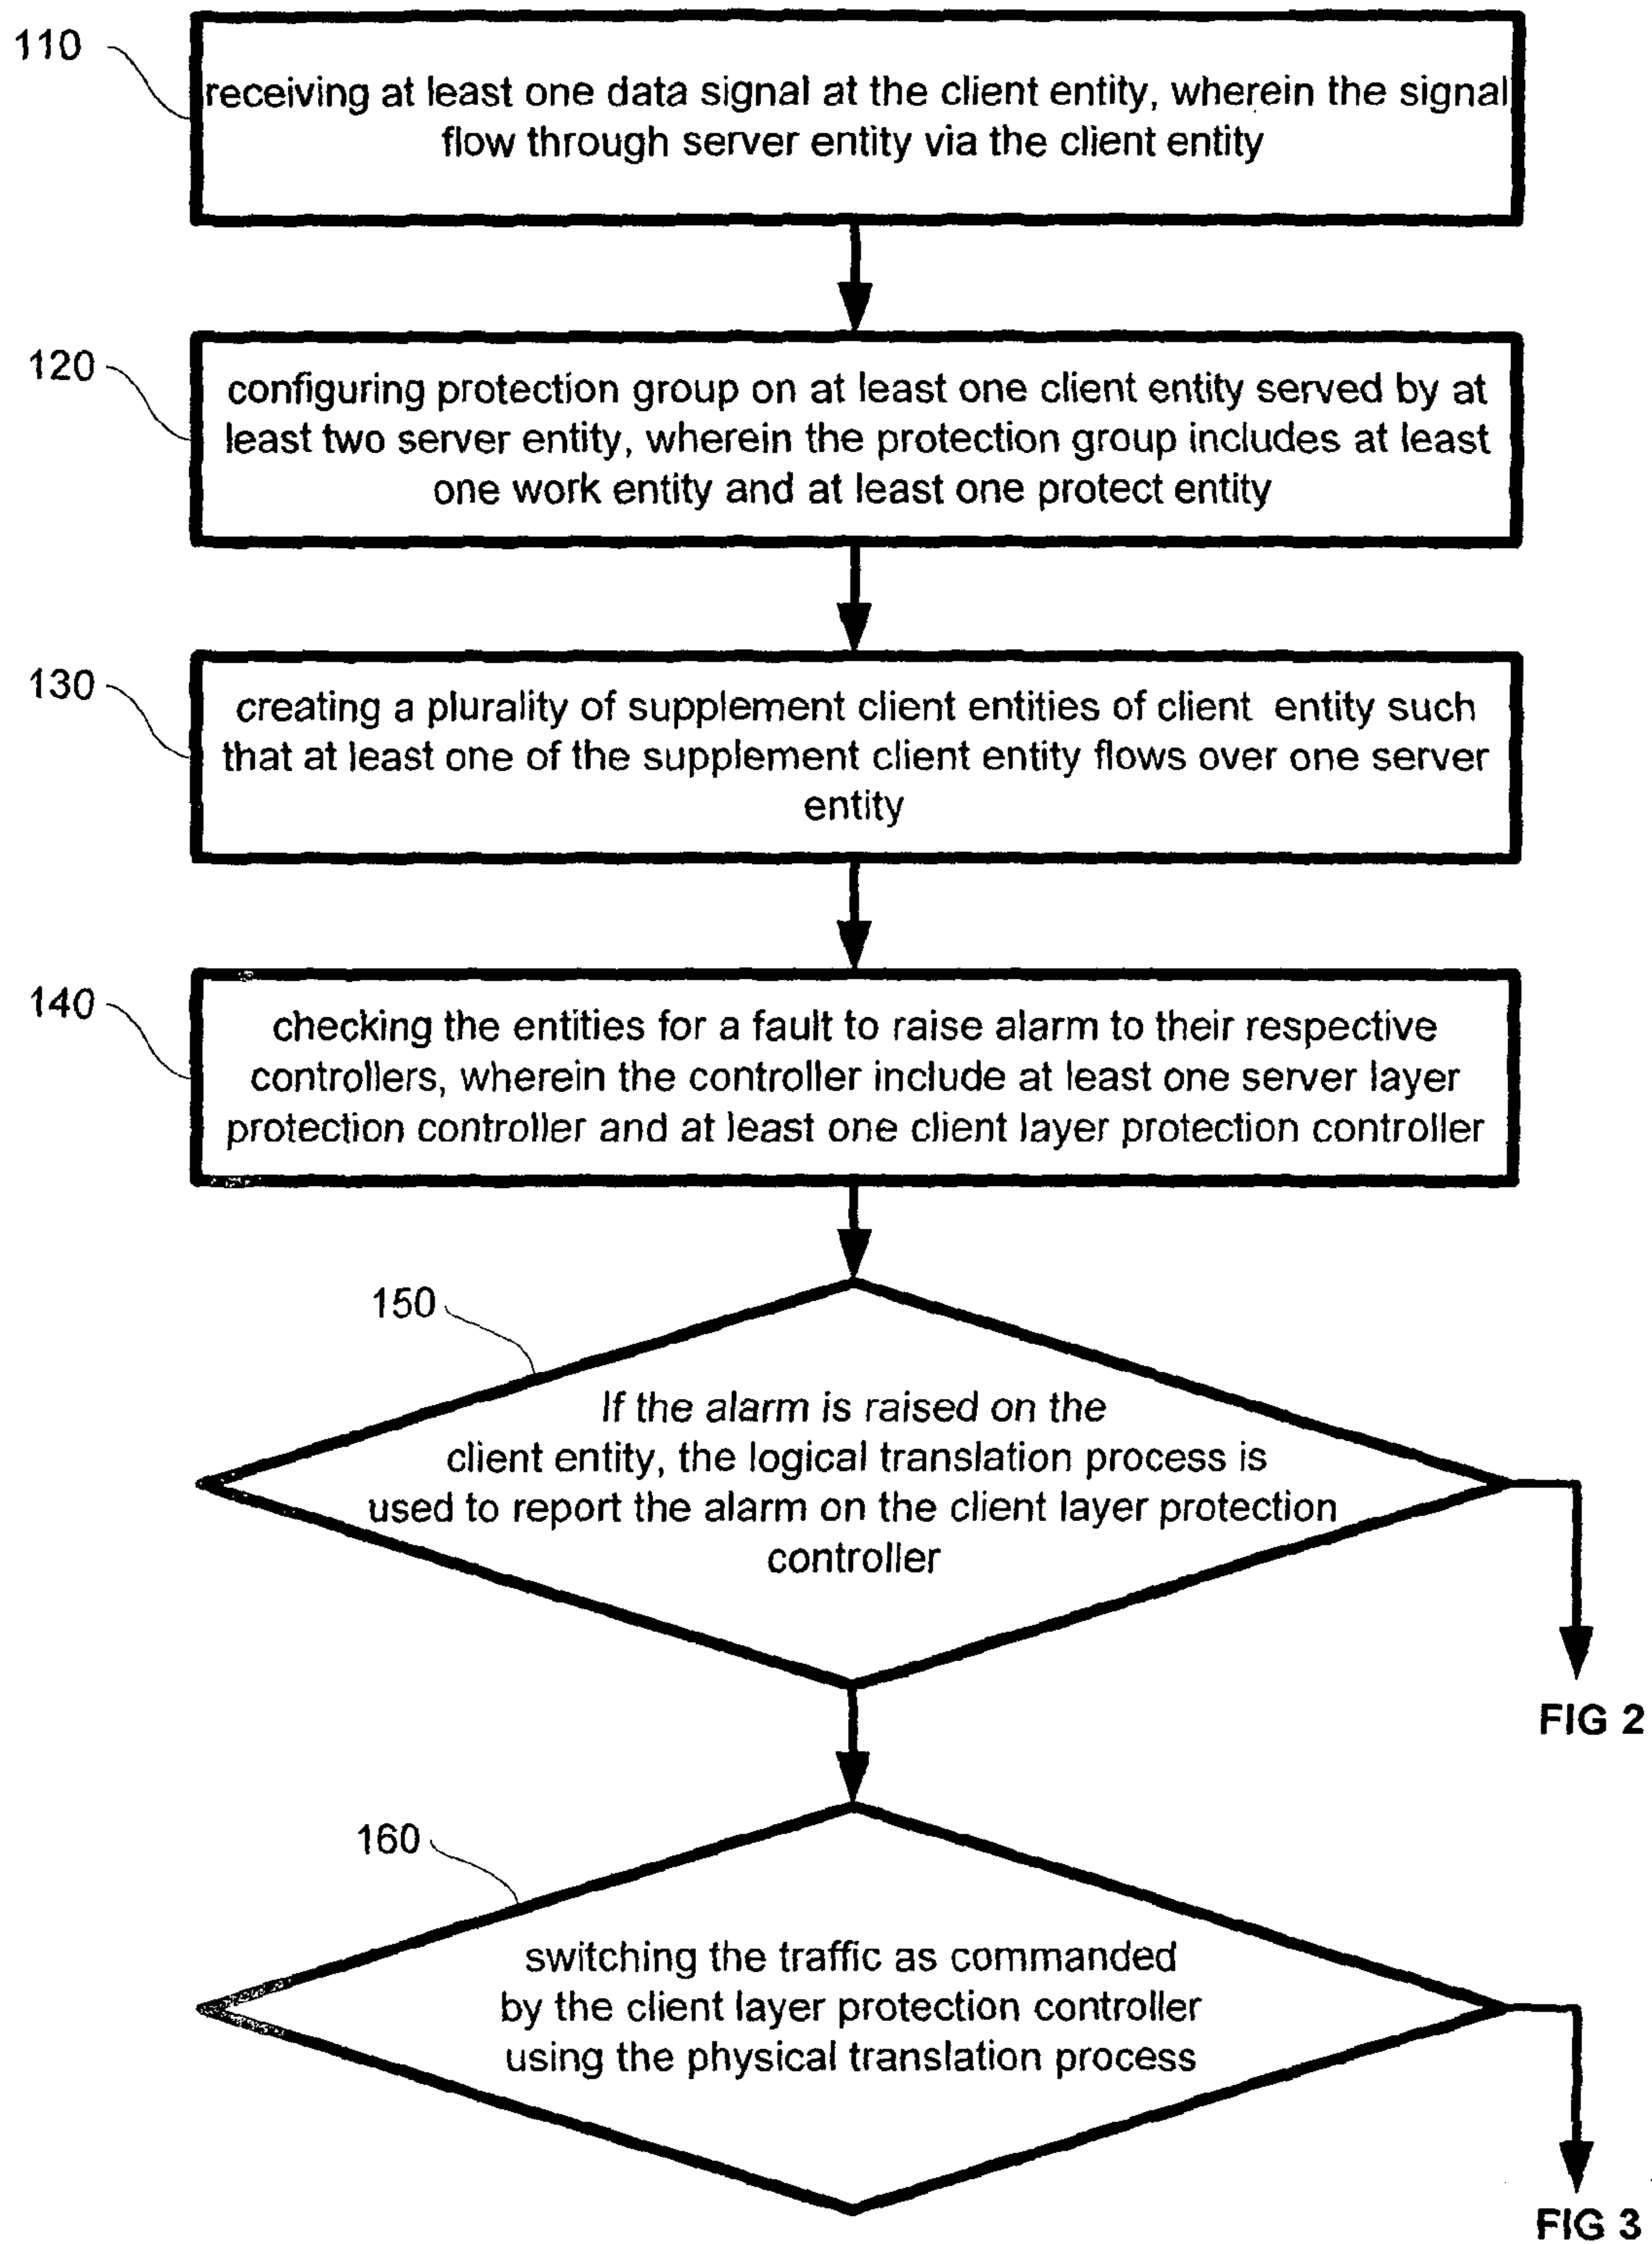 110
receiving at least one data signal at the client entity, wherein the signal
flow through server entity via the client entity
120
configuring protection group on at least one client entity served by at
least two server entity, wherein the protection group includes at least
one work entity and at least one protect entity
130
creating a plurality of supplement client entities of client entity such
that at least one of the supplement client entity flows over one server
entity
140
checking the entities for a fault to raise alarm to their respective
controllers, wherein the controller include at least one server layer
protection controller and at least one client layer protection controller
150
If the alarm is raised on the
client entity, the logical translation process is
used to report the alarm on the client layer protection
controller
FIG 2
160
switching the traffic as commanded
by the client layer protection controller
using the physical translation process
FIG 3